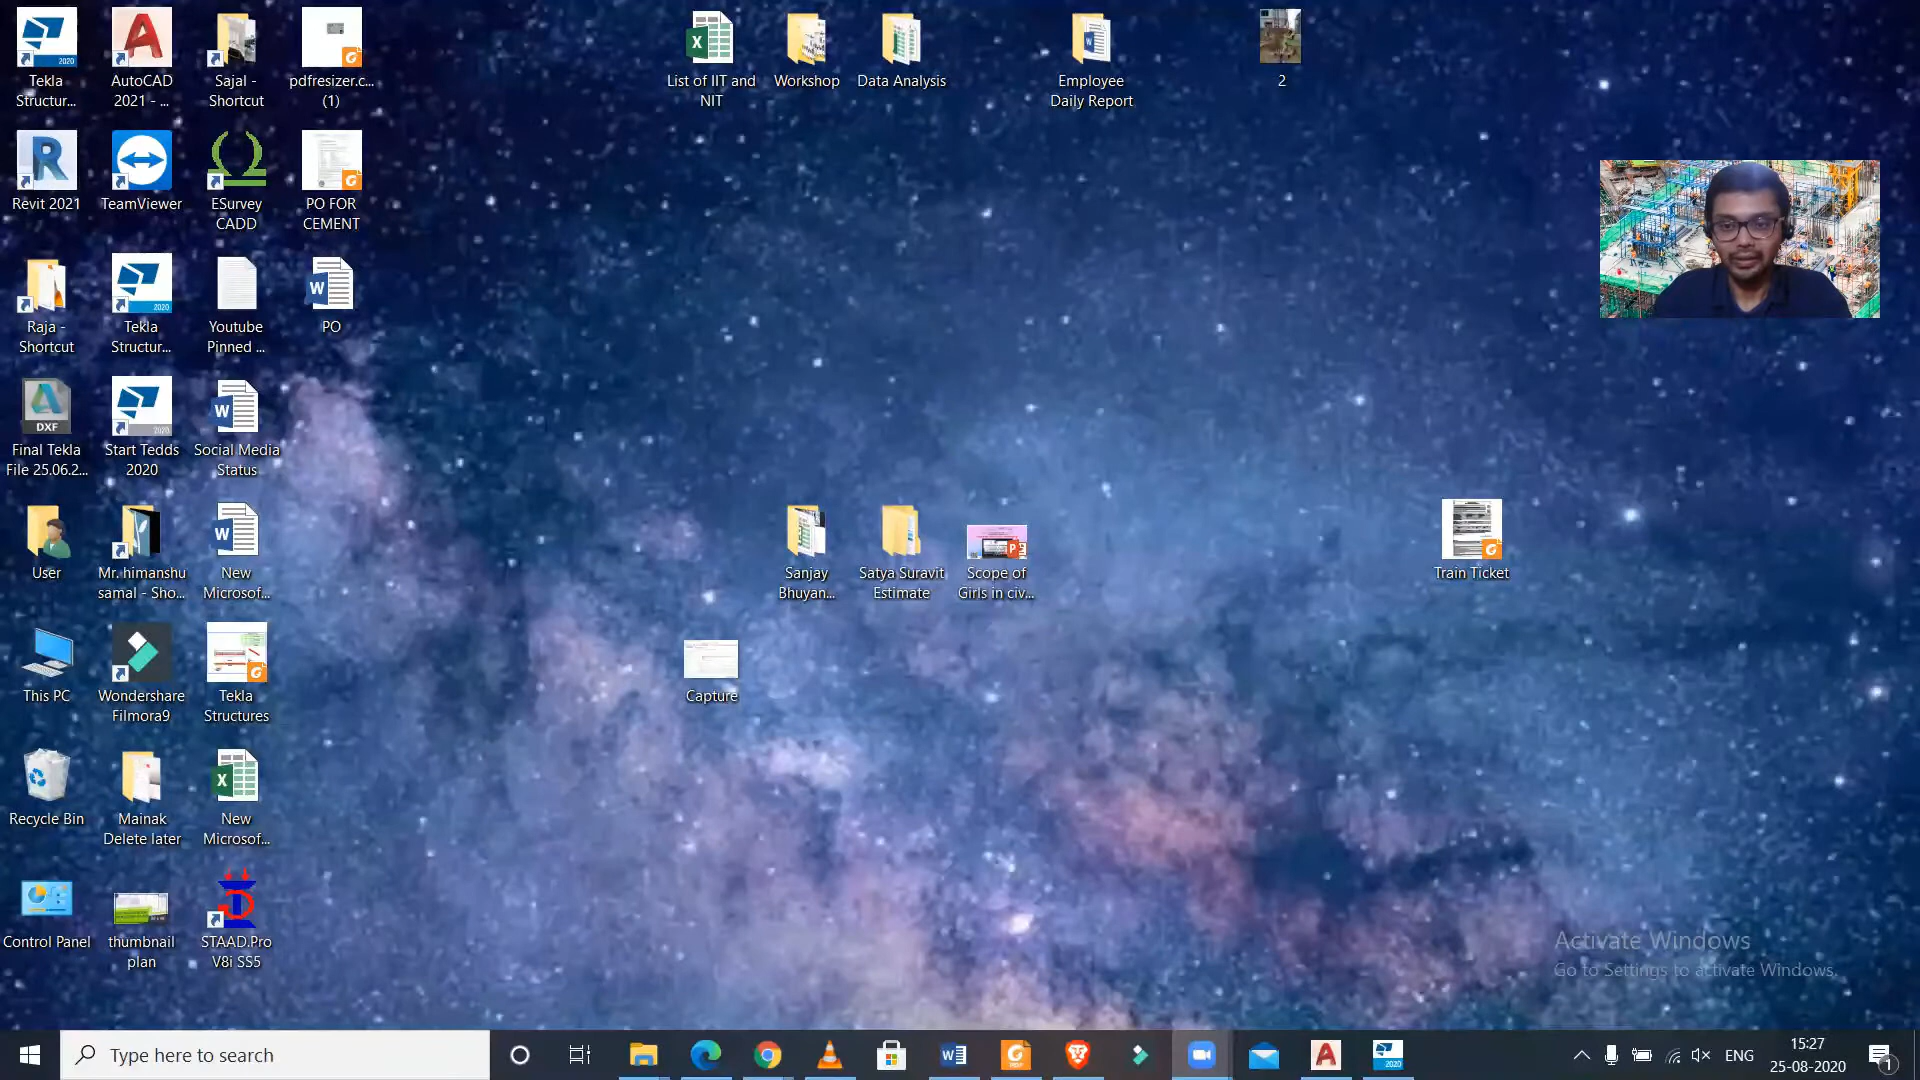 Tekla
Structur...
AutoCAD
2021 - ...
Sajal -
Shortcut
pdfresizer.c...
(1)
List of IIT and
NIT
Workshop
Data Analysis
Employee
Daily Report
2
Revit 2021
TeamViewer
ESurvey
CADD
PO FOR
CEMENT
Raja -
Shortcut
Tekla
Structur...
Youtube
Pinned ...
PO
DXF
Final Tekla
File 25.06.2...
Start Tedds
2020
Social Media
Status
User
Mr. himanshu
samal - Sho...
New
Microsof...
Sanjay
Bhuyan...
Satya Suravit
Estimate
Scope of
Girls in civ...
Train Ticket
This PC
Wondershare
Filmora9
Tekla
Structures
Capture
Recycle Bin
Mainak
Delete later
New
Microsof...
Control Panel
thumbnail
plan
STAAD.Pro
V8i SS5
Activate Windows
Go to Settings to activate Windows.
Type here to search
ENG
15:27
25-08-2020
1